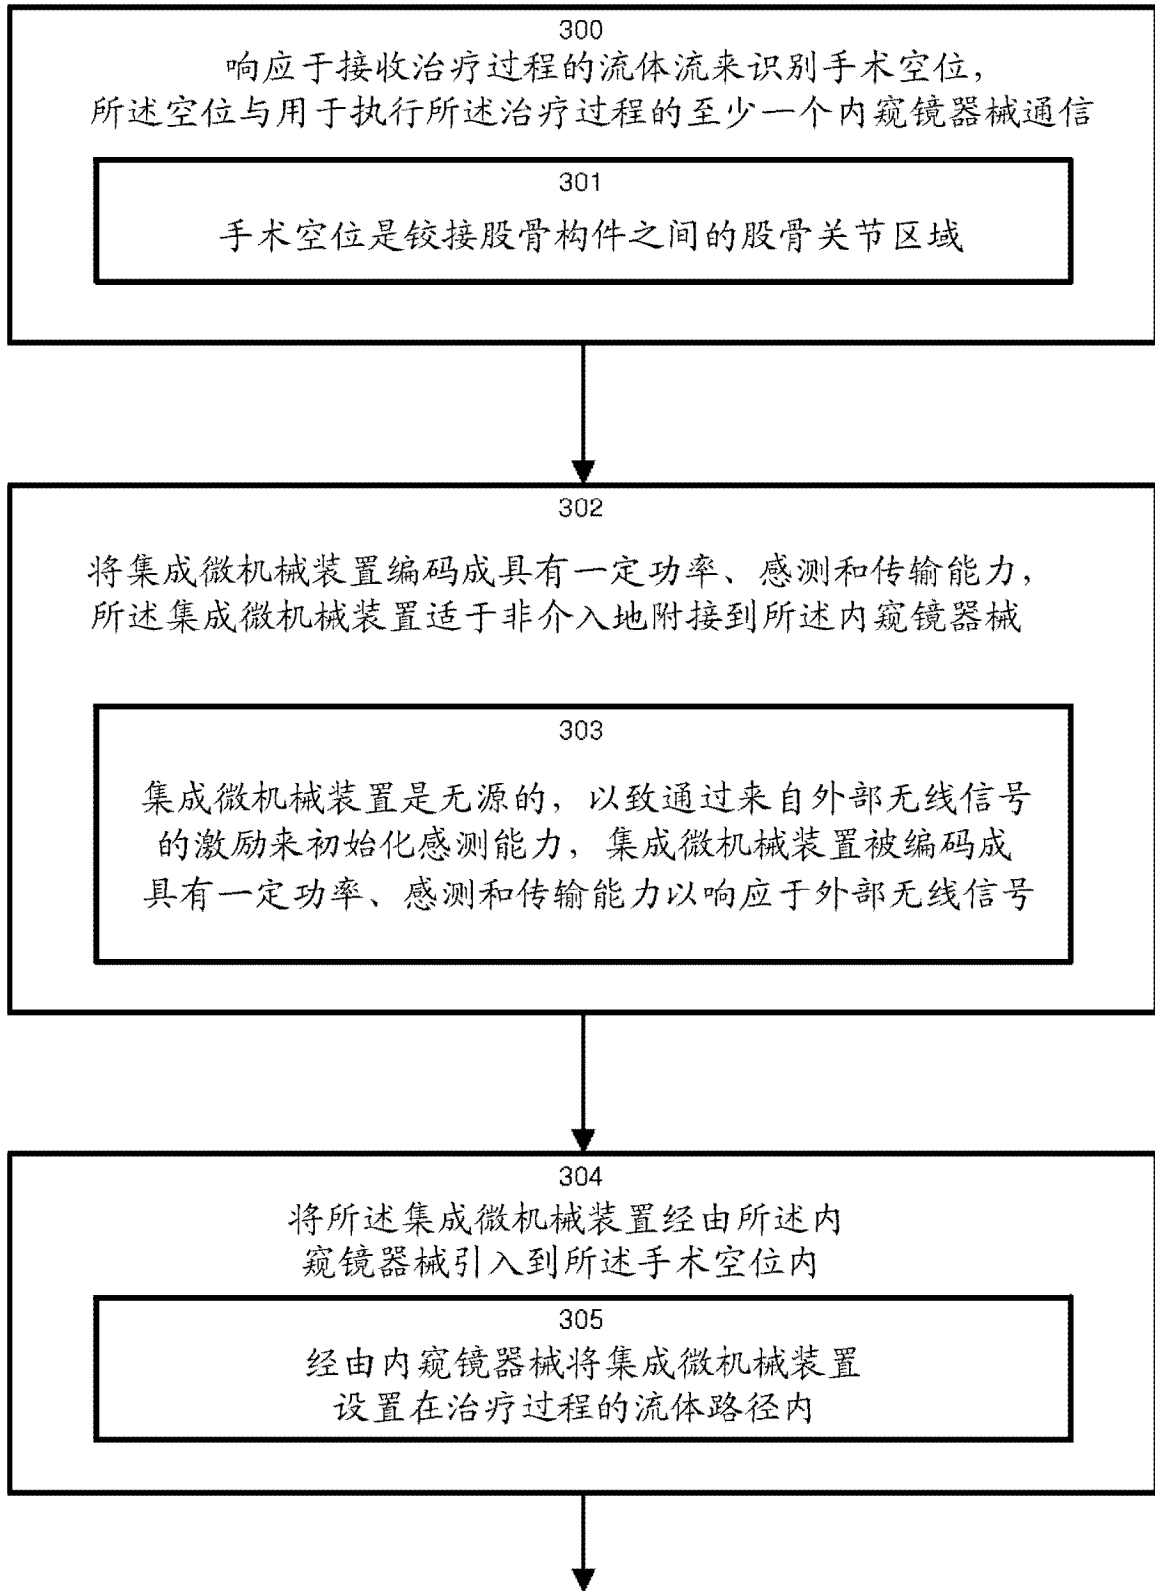 300
响应于接收治疗过程的流体流来识别手术空位,
所述空位与用于执行所述治疗过程的至少一个内窥镜器械通信
301
手术空位是铰接股骨构件之间的股骨关节区域
302
将集成微机械装置编码成具有一定功率、感测和传输能力,
所述集成微机械装置适于非介入地附接到所述内窥镜器械
303
集成微机械装置是无源的, 以致通过来自外部无线信号
的激励来初始化感测能力, 集成微机械装置被编码成
具有一定功率、感测和传输能力以响应于外部无线信号
304
将所述集成微机械装置经由所述内
窥镜器械引入到所述手术空位内
305
经由内窥镜器械将集成微机械装置
设置在治疗过程的流体路径内